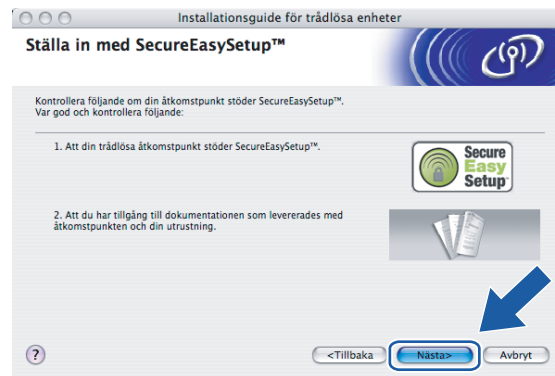 Installationsguide för trådlösa enheter
Ställa in med SecureEasySetup™
Kontrollera följande om din åtkomstpunkt stöder SecureEasySetup™.
Var god och kontrollera följande:
1. Att din trådlösa åtkomstpunkt stöder SecureEasySetup™.
Secure
Easy
Setup
2. Att du har tillgång till dokumentationen som levererades med
åtkomstpunkten och din utrustning.
?
<Tillbaka
Nästa>
Avbryt